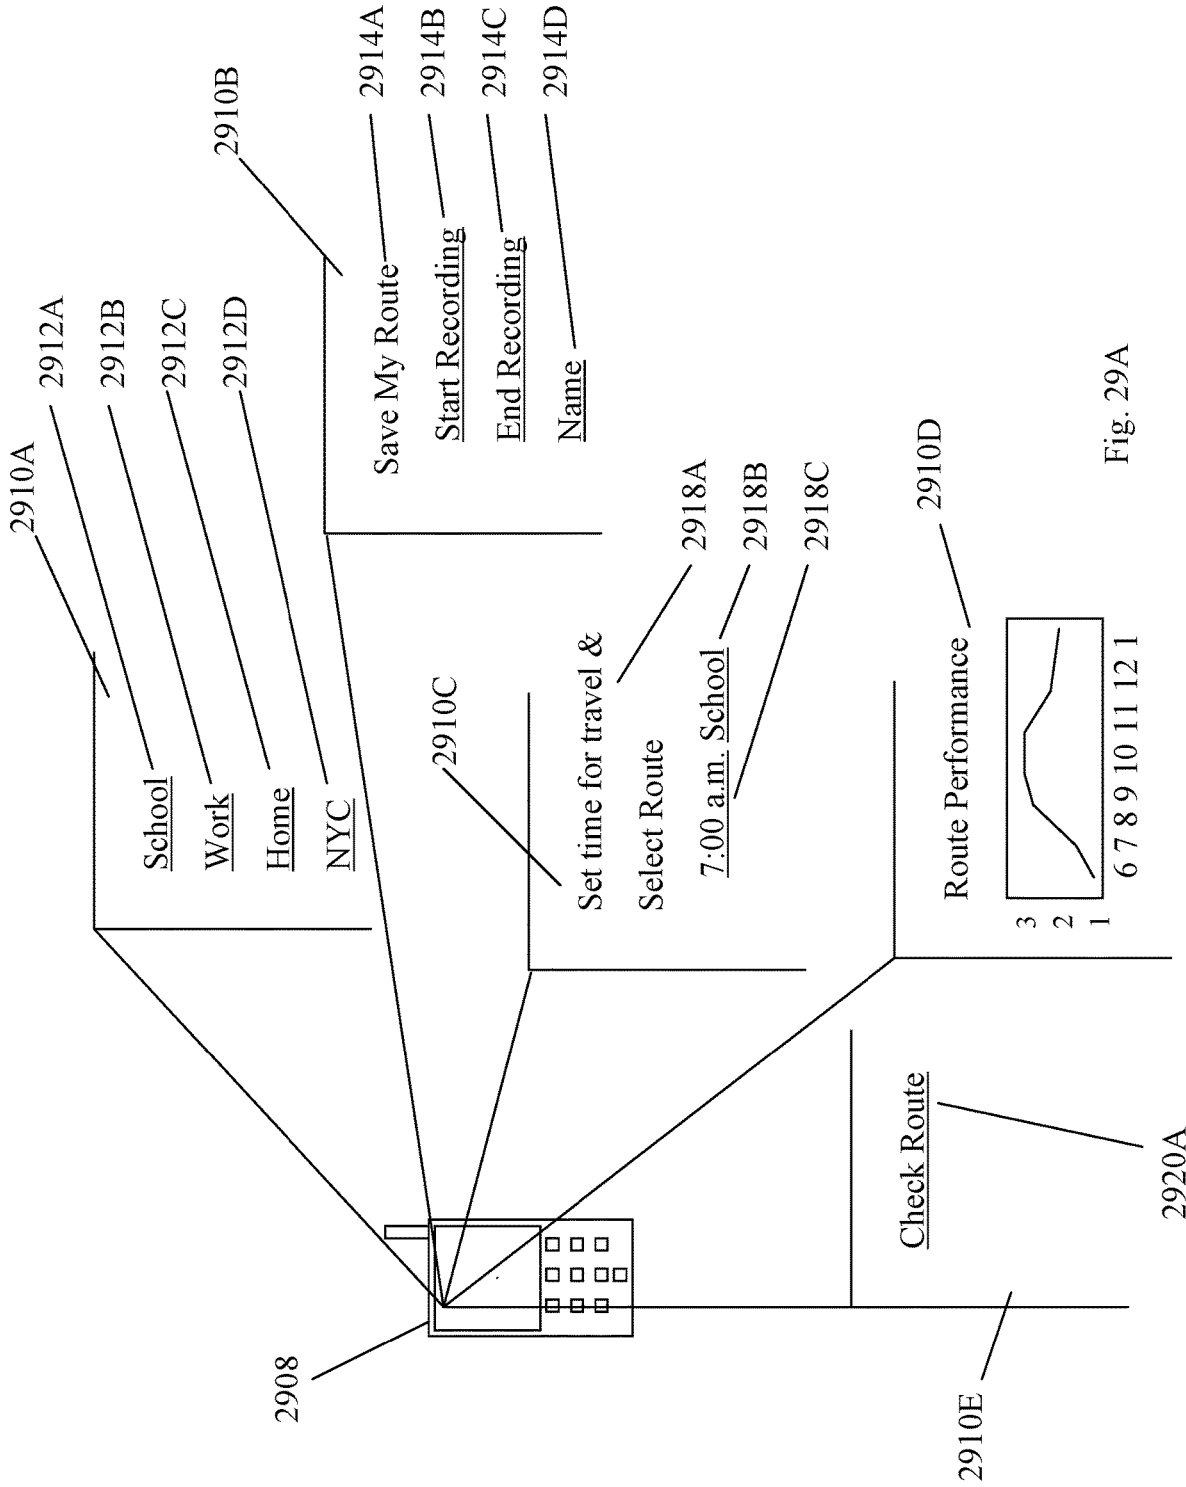 2910A
2912A
2912B
2912C
2912D
School
Work
Home
NYC
2910B
Save My Route
Start Recording
End Recording
Name
2914A
2914B
2914C
2914D
2908
2910C
Set time for travel &
Select Route
7:00 a.m. School
2918A
2918B
2918C
2910D
Route Performance
3
2
1
6 7 8 9 10 11 12 1
Check Route
2910E
2920A
Fig. 29A